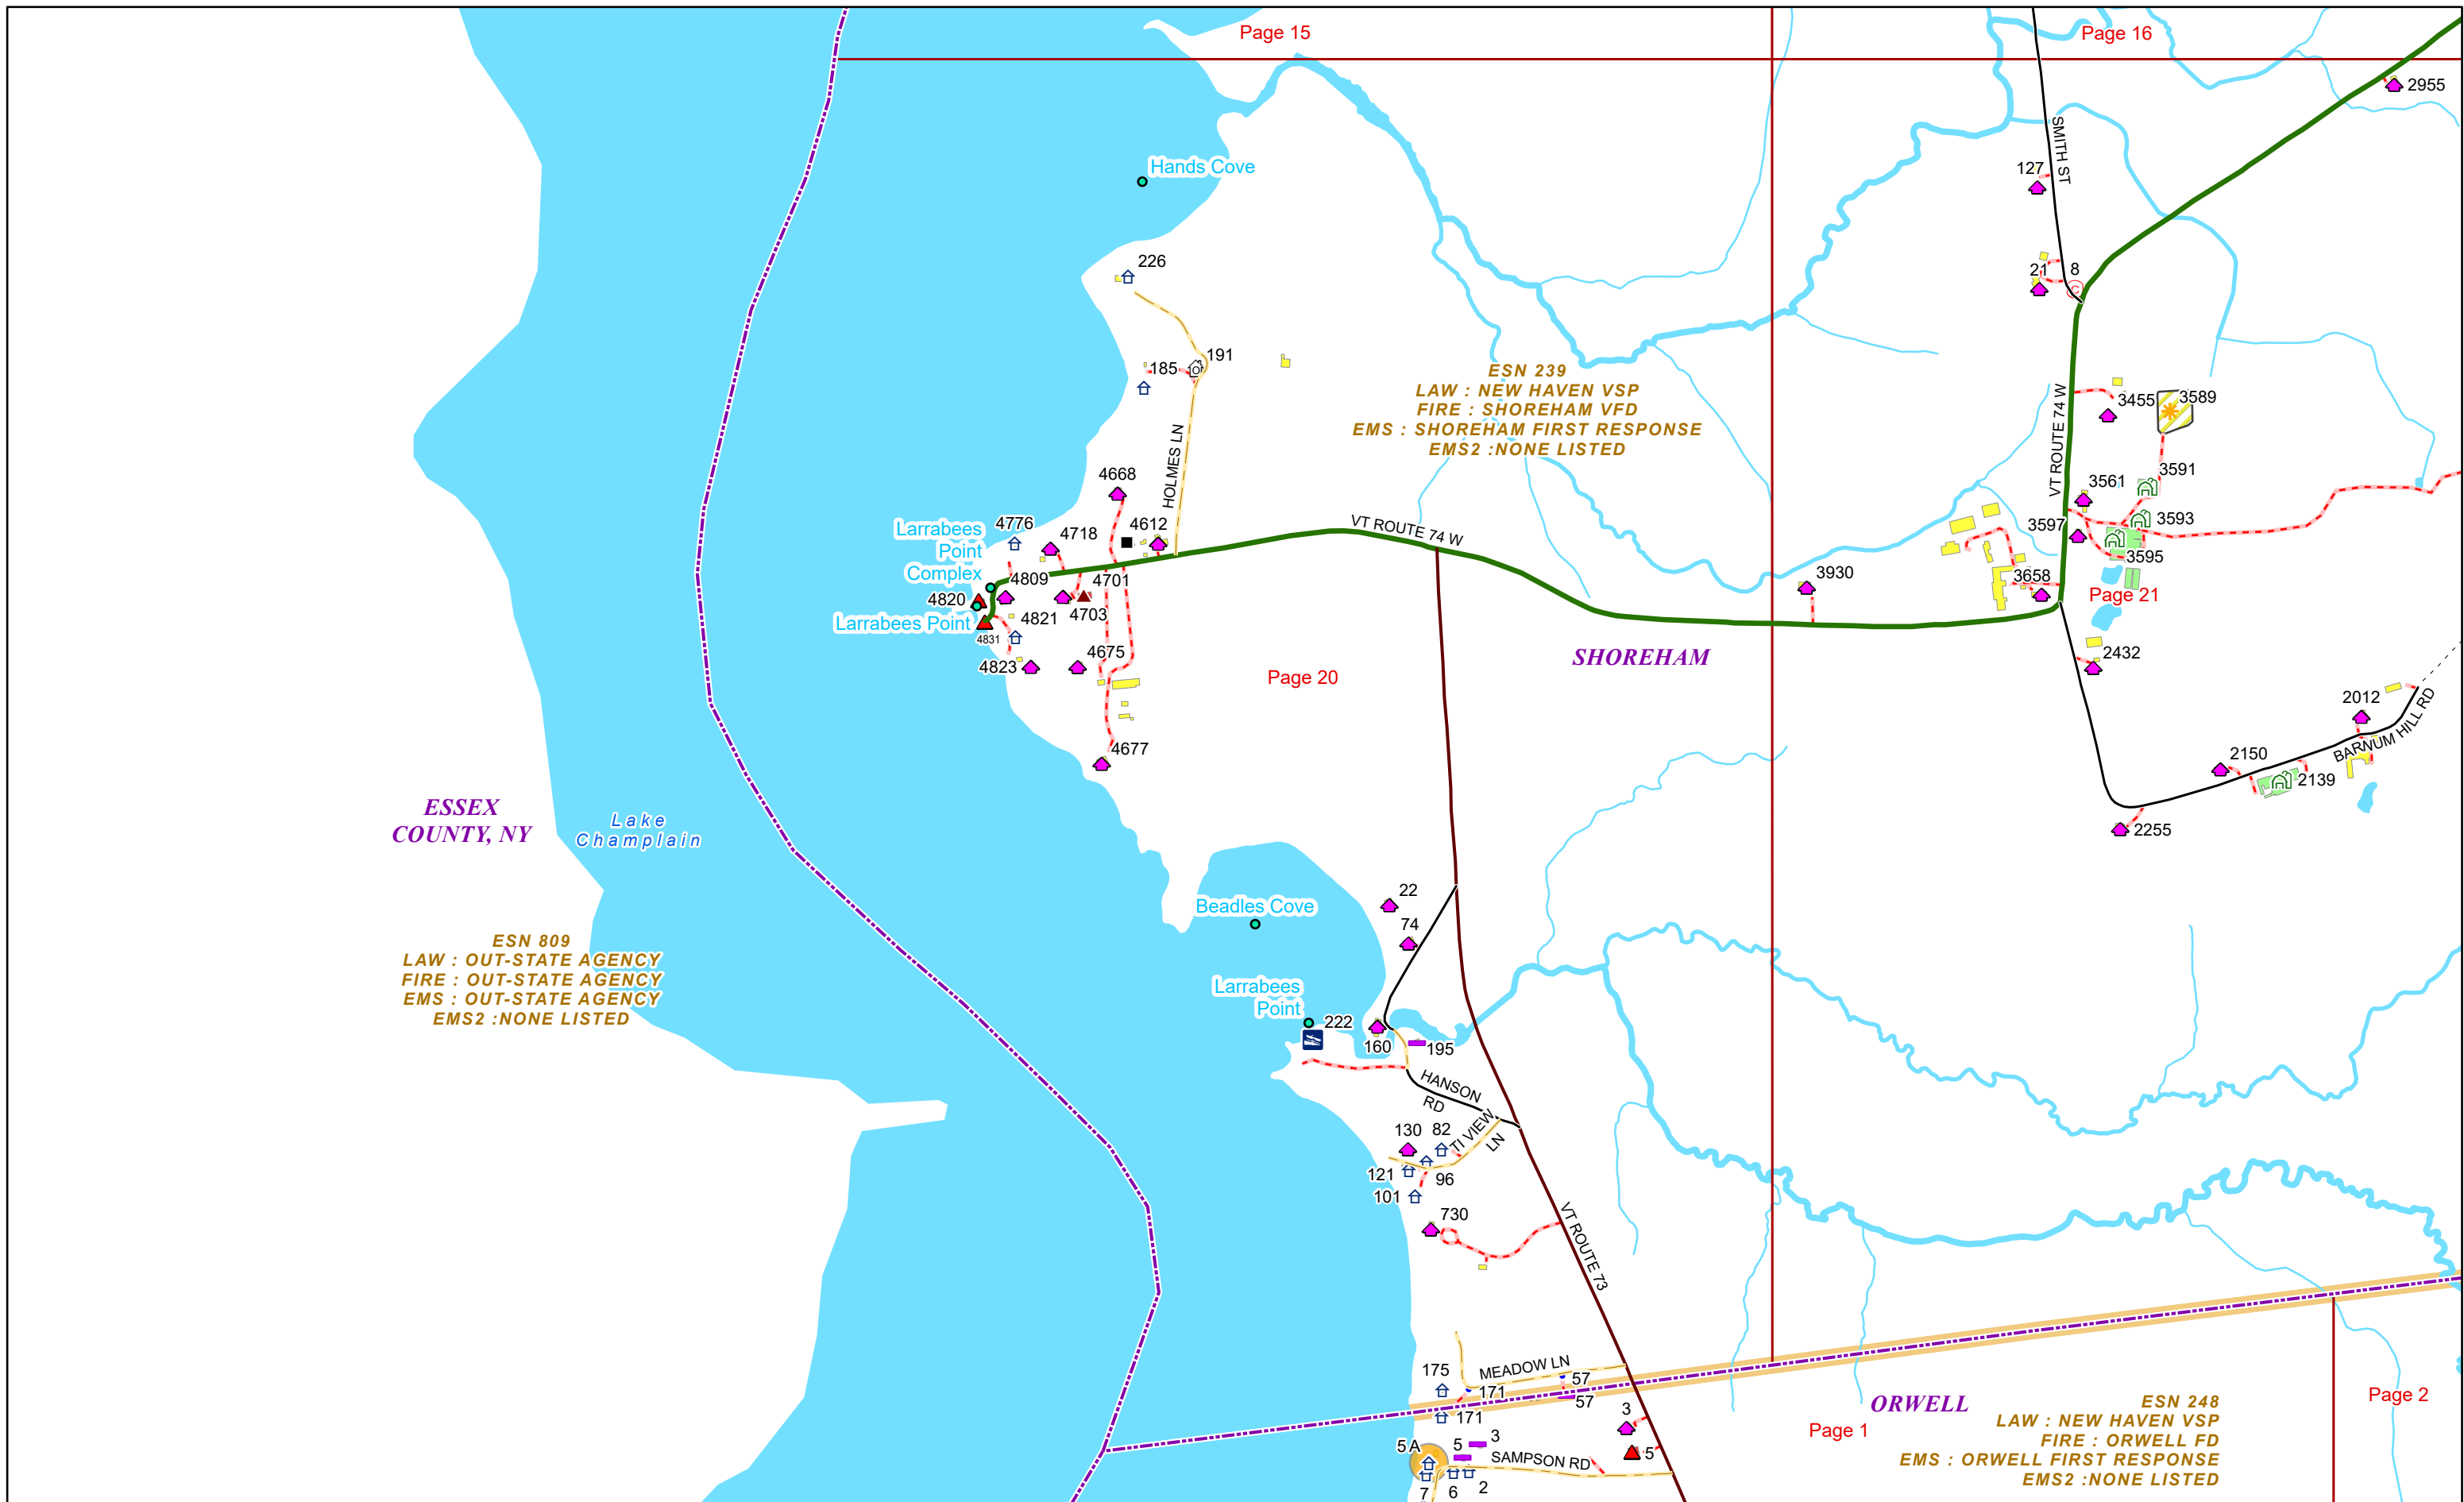 Page 15
Page 16
2955
SMITH ST
127
Hands Cove
226
21
8
191
185
ESN 239
LAW : NEW HAVEN VSP
FIRE : SHOREHAM VFD
EMS : SHOREHAM FIRST RESPONSE
EMS2 :NONE LISTED
VT ROUTE 74 W
3455
3589
HOLMES LN
4668
3591
3561
3593
3597
3595
4776
4718
4612
VT ROUTE 74 W
Larrabees
Point
Complex
4809
4701
4820
4703
4821
Larrabees Point
4831
4823
4675
3930
3658
Page 21
SHOREHAM
2432
Page 20
2012
BARNUM HILL RD
4677
2150
2139
2255
ESSEX
COUNTY, NY
Lake
Champlain
22
Beadles Cove
74
ESN 809
LAW : OUT-STATE AGENCY
FIRE : OUT-STATE AGENCY
EMS : OUT-STATE AGENCY
EMS2 :NONE LISTED
Larrabees
Point
222
160
195
HANSON
RD
TI VIEW
LN
130
82
121
96
101
730
VT ROUTE 73
MEADOW LN
175
171
57
57
171
3
5
ORWELL
Page 1
Page 2
ESN 248
LAW : NEW HAVEN VSP
FIRE : ORWELL FD
EMS : ORWELL FIRST RESPONSE
EMS2 :NONE LISTED
5 A
5
3
SAMPSON RD
7
6
2
C